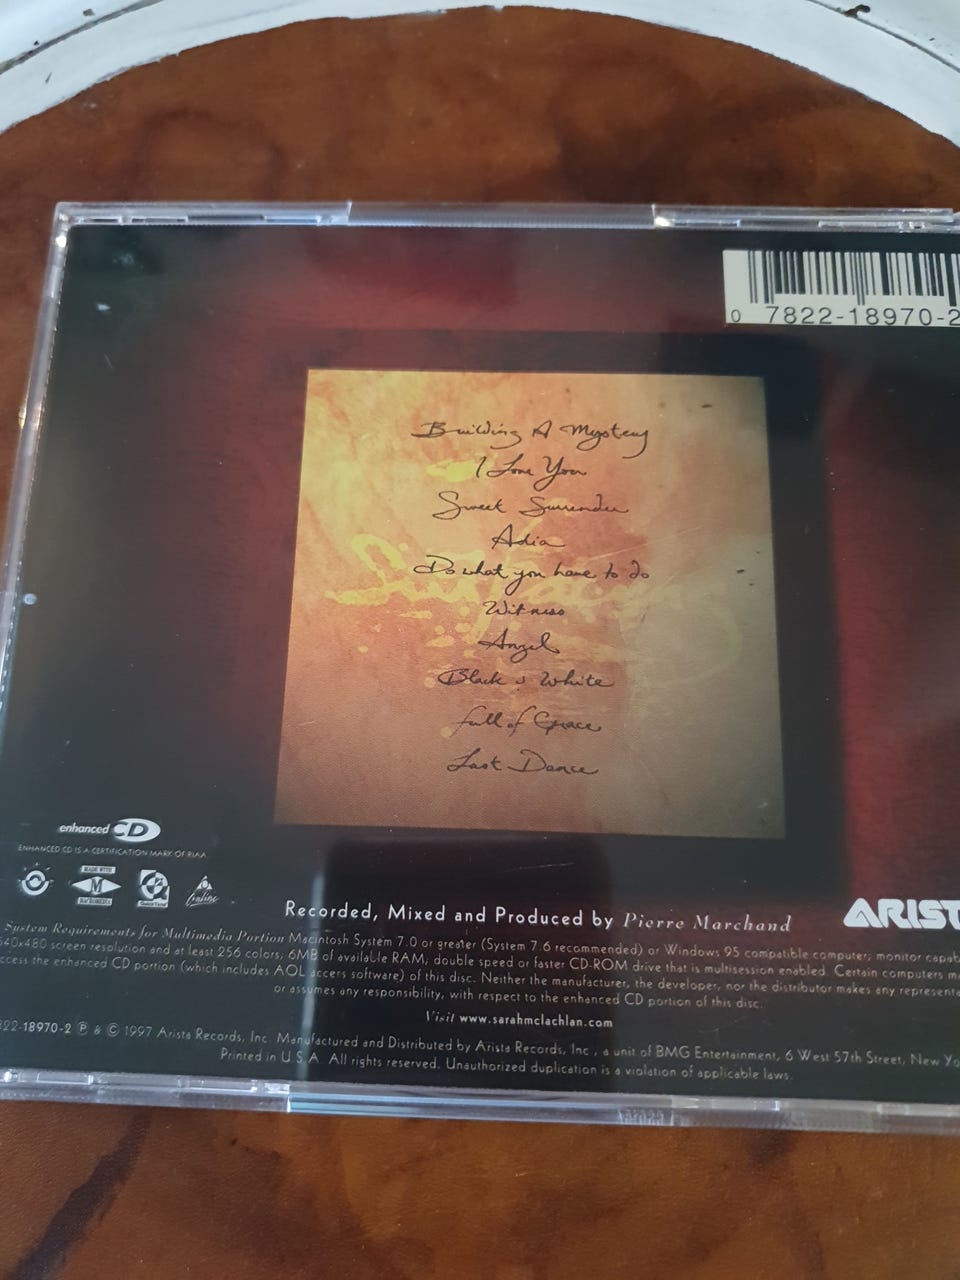 0 7822-18970-2
Building A Mystery
I Love You
Sweet Surrender
Adia
Do what you have to do
Witness
Angel
Black & White
full of Grace
Last Dance
Surfacing
enhanced CD
ENHANCED CD IS A CERTIFICATION MARK OF RIAA
MADE WITH
M
MACROMEDIA
Recorded, Mixed and Produced by Pierre Marchand
ARIST
System Requirements for Multimedia Portion Macintosh System 7.0 or greater (System 7.6 recommended) or Windows 95 compatible computer; monitor capab
640x480 screen resolution and at least 256 colors; 6MB of available RAM, double speed or faster CD-ROM drive that is multisession enabled. Certain computers m
ccess the enhanced CD portion (which includes AOL access software) of this disc. Neither the manufacturer, the developer, nor the distributor makes any representa
or assumes any responsibility, with respect to the enhanced CD portion of this disc.
Visit www.sarahmclachlan.com
822-18970-2 ℗ & © 1997 Arista Records, Inc. Manufactured and Distributed by Arista Records, Inc., a unit of BMG Entertainment, 6 West 57th Street, New Yo
Printed in U.S.A. All rights reserved. Unauthorized duplication is a violation of applicable laws.